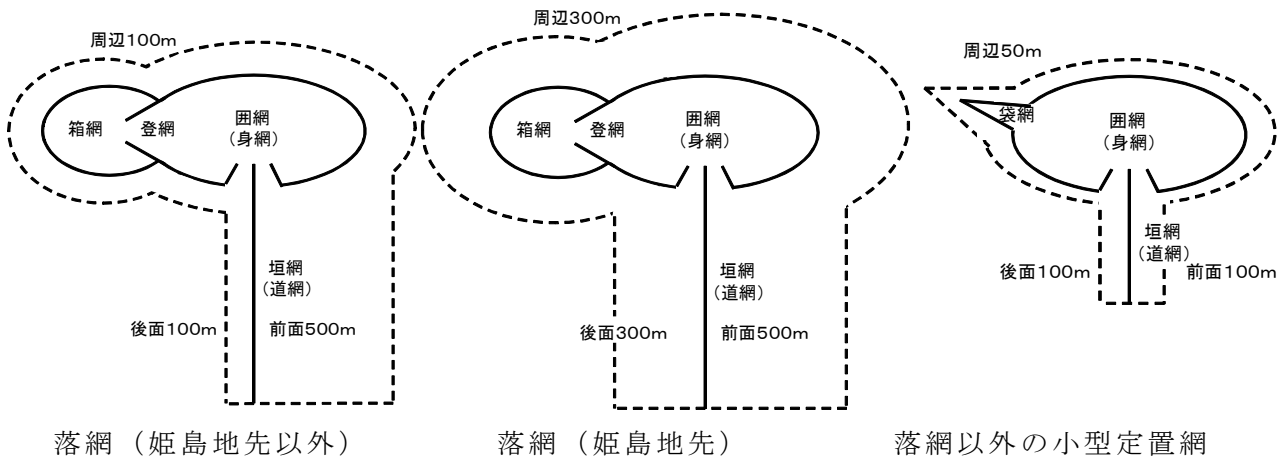 周辺100m
箱網
登網
囲網
(身網)
垣網
(道網)
後面100m
前面500m
落網（姫島地先以外）
周辺300m
箱網
登網
囲網
(身網)
垣網
(道網)
後面300m
前面500m
落網（姫島地先）
周辺50m
袋網
囲網
(身網)
垣網
(道網)
後面100m
前面100m
落網以外の小型定置網